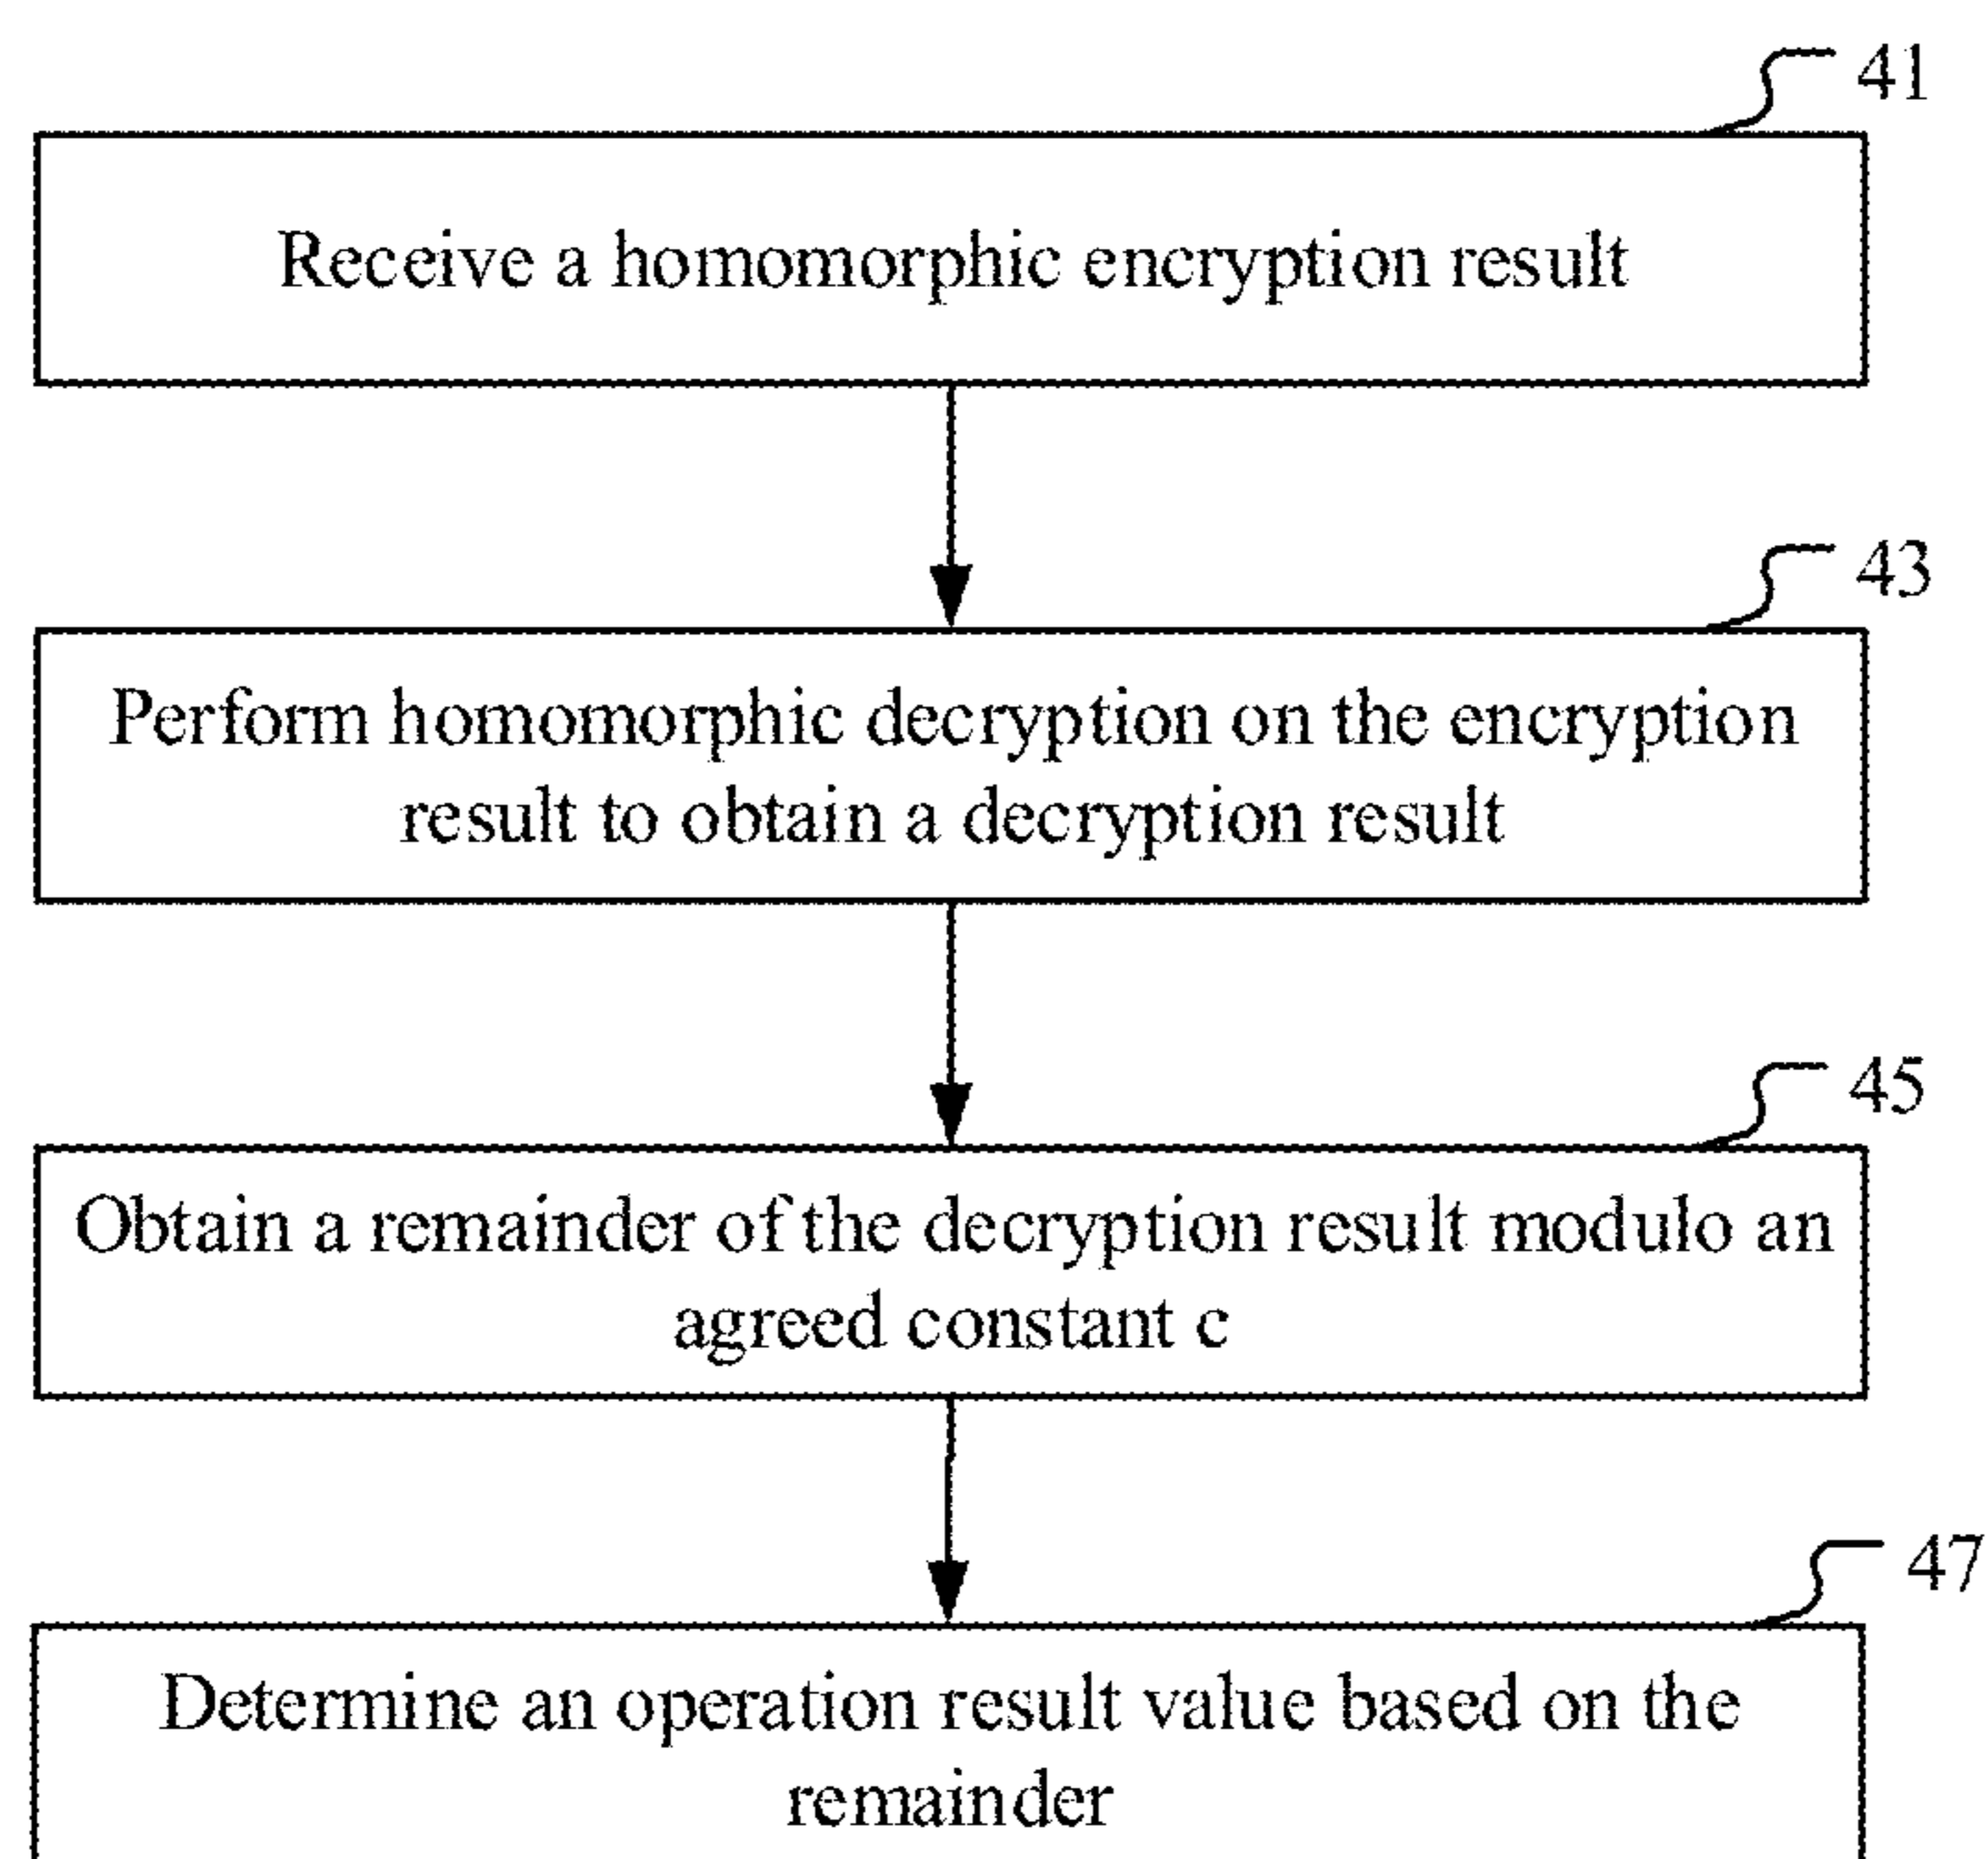 41
Receive a homomorphic encryption result
43
Perform homomorphic decryption on the encryption
result to obtain a decryption result
45
Obtain a remainder of the decryption result modulo an
agreed constant c
47
Determine an operation result value based on the
remainder